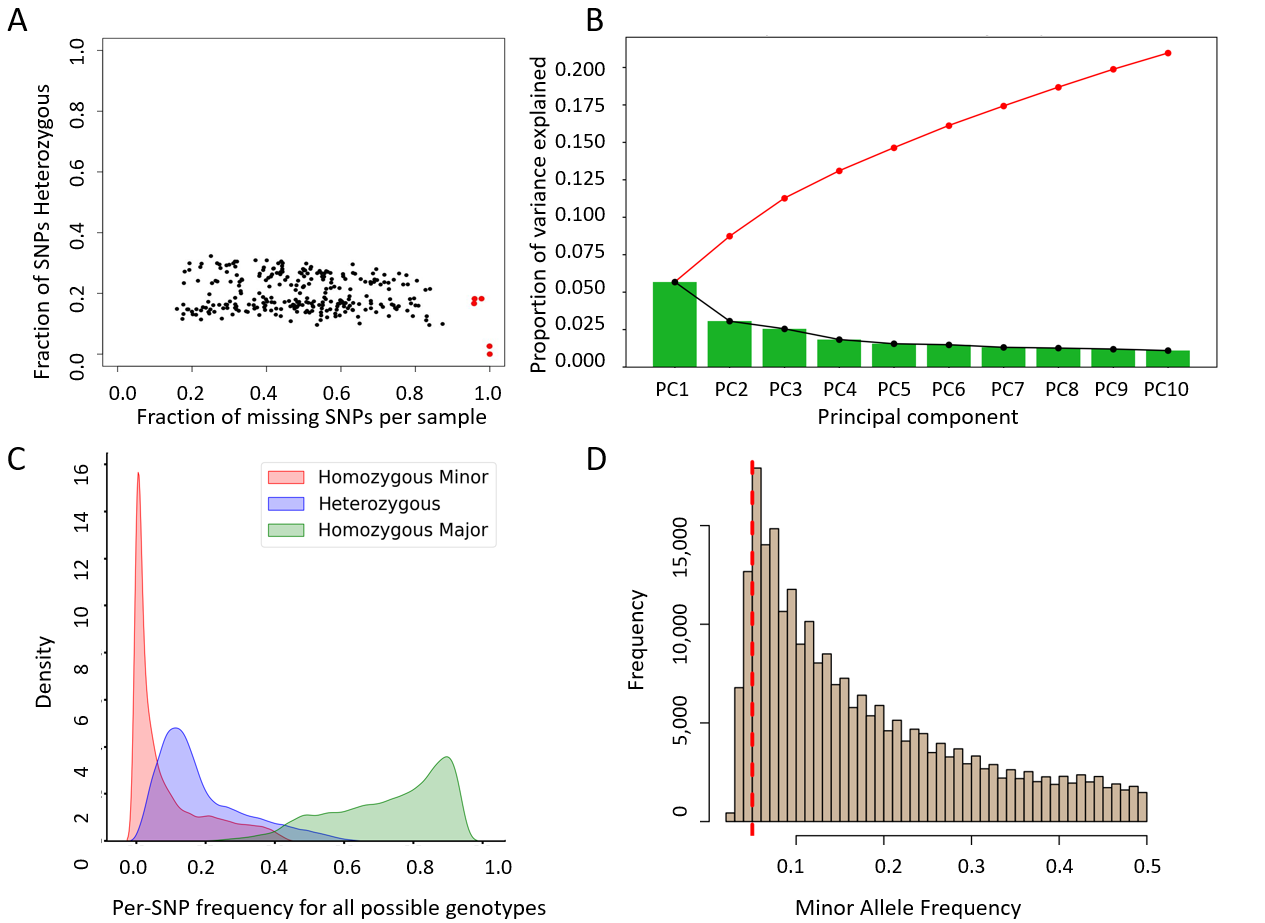 A
Fraction of SNPs Heterozygous
1.0
0.8
0.6
0.4
0.2
0.0
0.0 0.2 0.4 0.6 0.8 1.0
Fraction of missing SNPs per sample
B
Proportion of variance explained
0.200
0.175
0.150
0.125
0.100
0.075
0.050
0.025
0.000
PC1 PC2 PC3 PC4 PC5 PC6 PC7 PC8 PC9 PC10
Principal component
C
Density
16
14
12
10
8
6
4
2
0
Homozygous Minor
Heterozygous
Homozygous Major
0.0 0.2 0.4 0.6 0.8 1.0
Per-SNP frequency for all possible genotypes
D
Frequency
15,000
10,000
5,000
0
0.1 0.2 0.3 0.4 0.5
Minor Allele Frequency